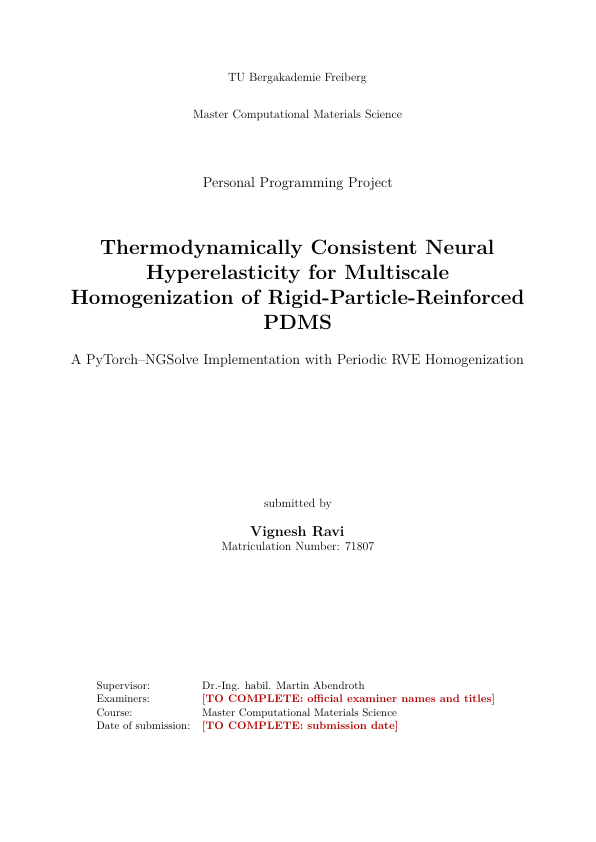 TU Bergakademie Freiberg
Master Computational Materials Science
Personal Programming Project
Thermodynamically Consistent Neural
Hyperelasticity for Multiscale
Homogenization of Rigid-Particle-Reinforced
PDMS
A PyTorch–NGSolve Implementation with Periodic RVE Homogenization
submitted by
Vignesh Ravi
Matriculation Number: 71807
Supervisor: Dr.-Ing. habil. Martin Abendroth
Examiners: [TO COMPLETE: official examiner names and titles]
Course: Master Computational Materials Science
Date of submission: [TO COMPLETE: submission date]